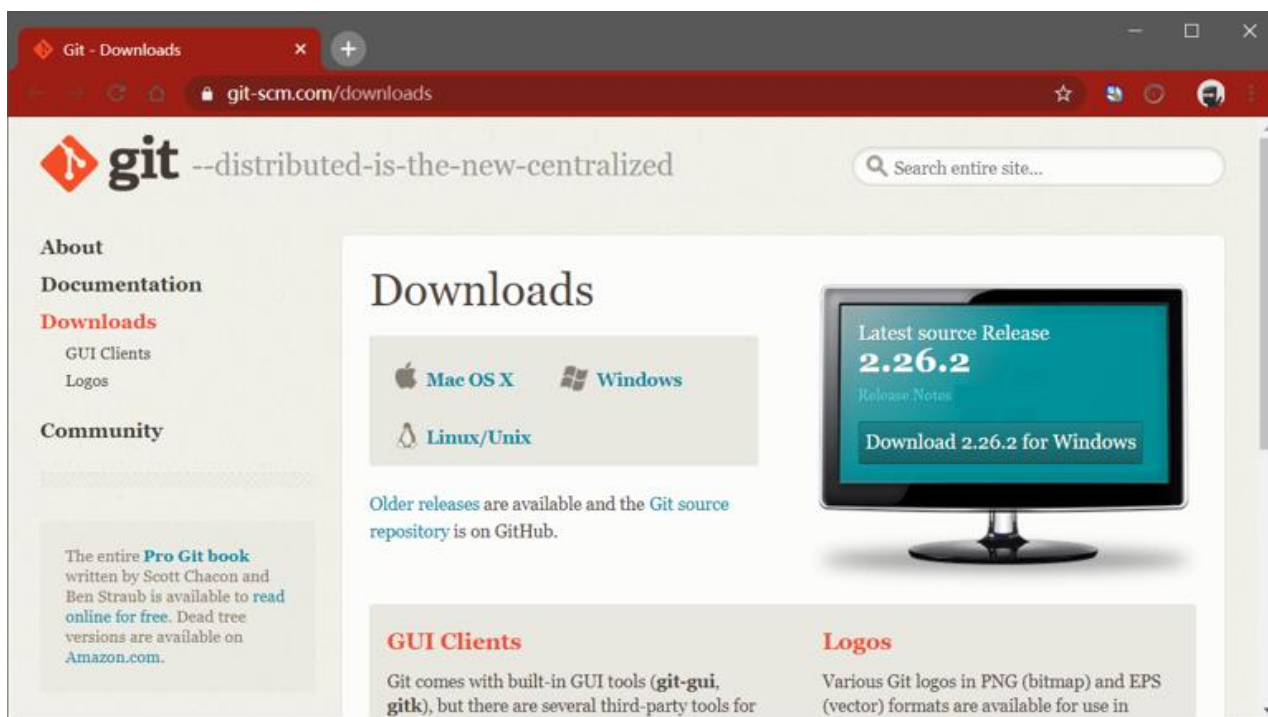 Git - Downloads
git-scm.com/downloads
git --distributed-is-the-new-centralized
Search entire site...
About
Documentation
Downloads
GUI Clients
Logos
Community
The entire Pro Git book
written by Scott Chacon and
Ben Straub is available to read
online for free. Dead tree
versions are available on
Amazon.com.
Downloads
Mac OS X
Windows
Linux/Unix
Older releases are available and the Git source
repository is on GitHub.
Latest source Release
2.26.2
Release Notes
Download 2.26.2 for Windows
GUI Clients
Git comes with built-in GUI tools (git-gui,
gitk), but there are several third-party tools for
Logos
Various Git logos in PNG (bitmap) and EPS
(vector) formats are available for use in